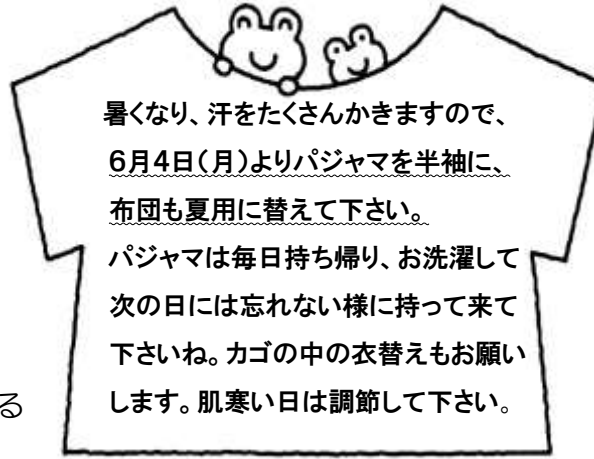 暑くなり、汗をたくさんかきますので、
6月4日(月)よりパジャマを半袖に、
布団も夏用に替えて下さい。
パジャマは毎日持ち帰り、お洗濯して
次の日には忘れない様に持って来て
下さいね。カゴの中の衣替えもお願い
します。肌寒い日は調節して下さい。
る